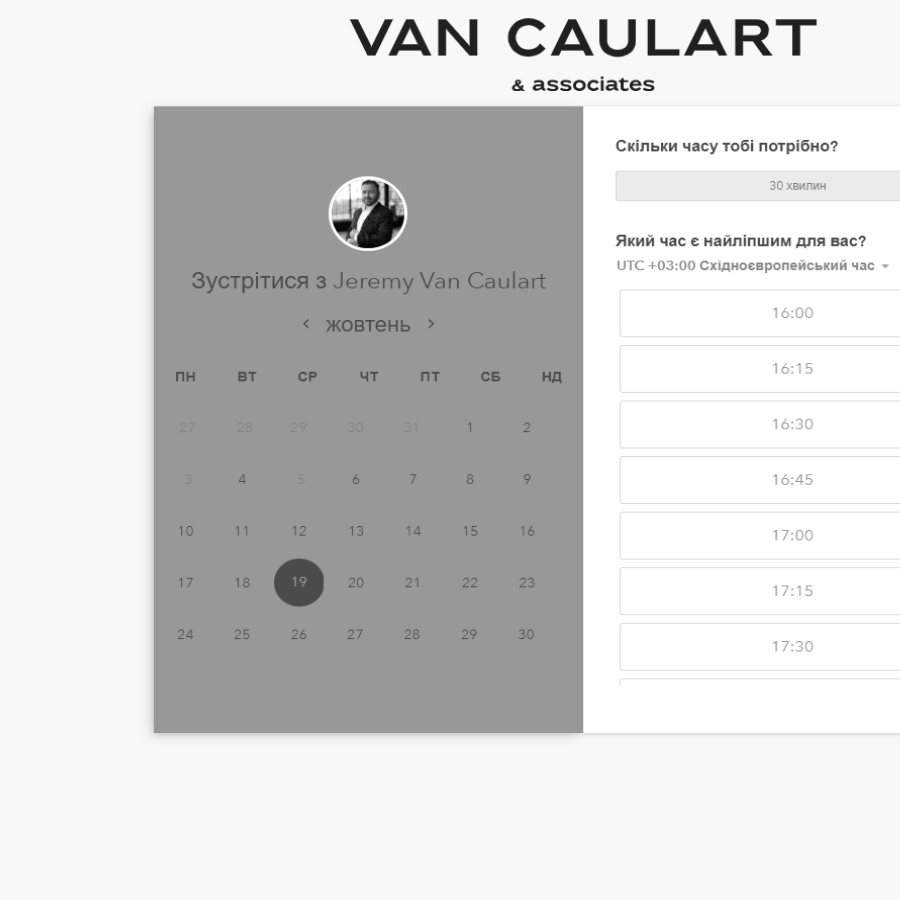 VAN CAULART
& associates
Зустрітися з Jeremy Van Caulart
жовтень
ПН ВТ СР ЧТ ПТ СБ НД
27 28 29 30 31 1 2
3 4 5 6 7 8 9
10 11 12 13 14 15 16
17 18 19 20 21 22 23
24 25 26 27 28 29 30
Скільки часу тобі потрібно?
30 хвилин
Який час є найліпшим для вас?
UTC +03:00 Східноєвропейський час
16:00
16:15
16:30
16:45
17:00
17:15
17:30